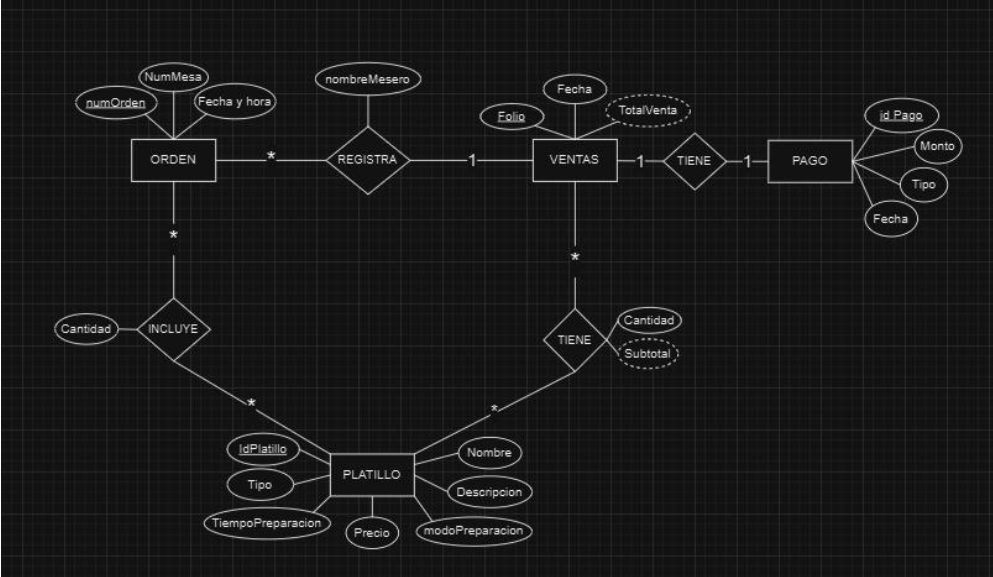 NumMesa
numOrden
Fecha y hora
nombreMesero
Fecha
Folio
TotalVenta
id Pago
Monto
Tipo
Fecha
ORDEN
*
REGISTRA
1
VENTAS
1
TIENE
1
PAGO
*
*
Cantidad
INCLUYE
TIENE
Cantidad
Subtotal
*
*
IdPlatillo
Nombre
Tipo
PLATILLO
Descripcion
TiempoPreparacion
Precio
modoPreparacion